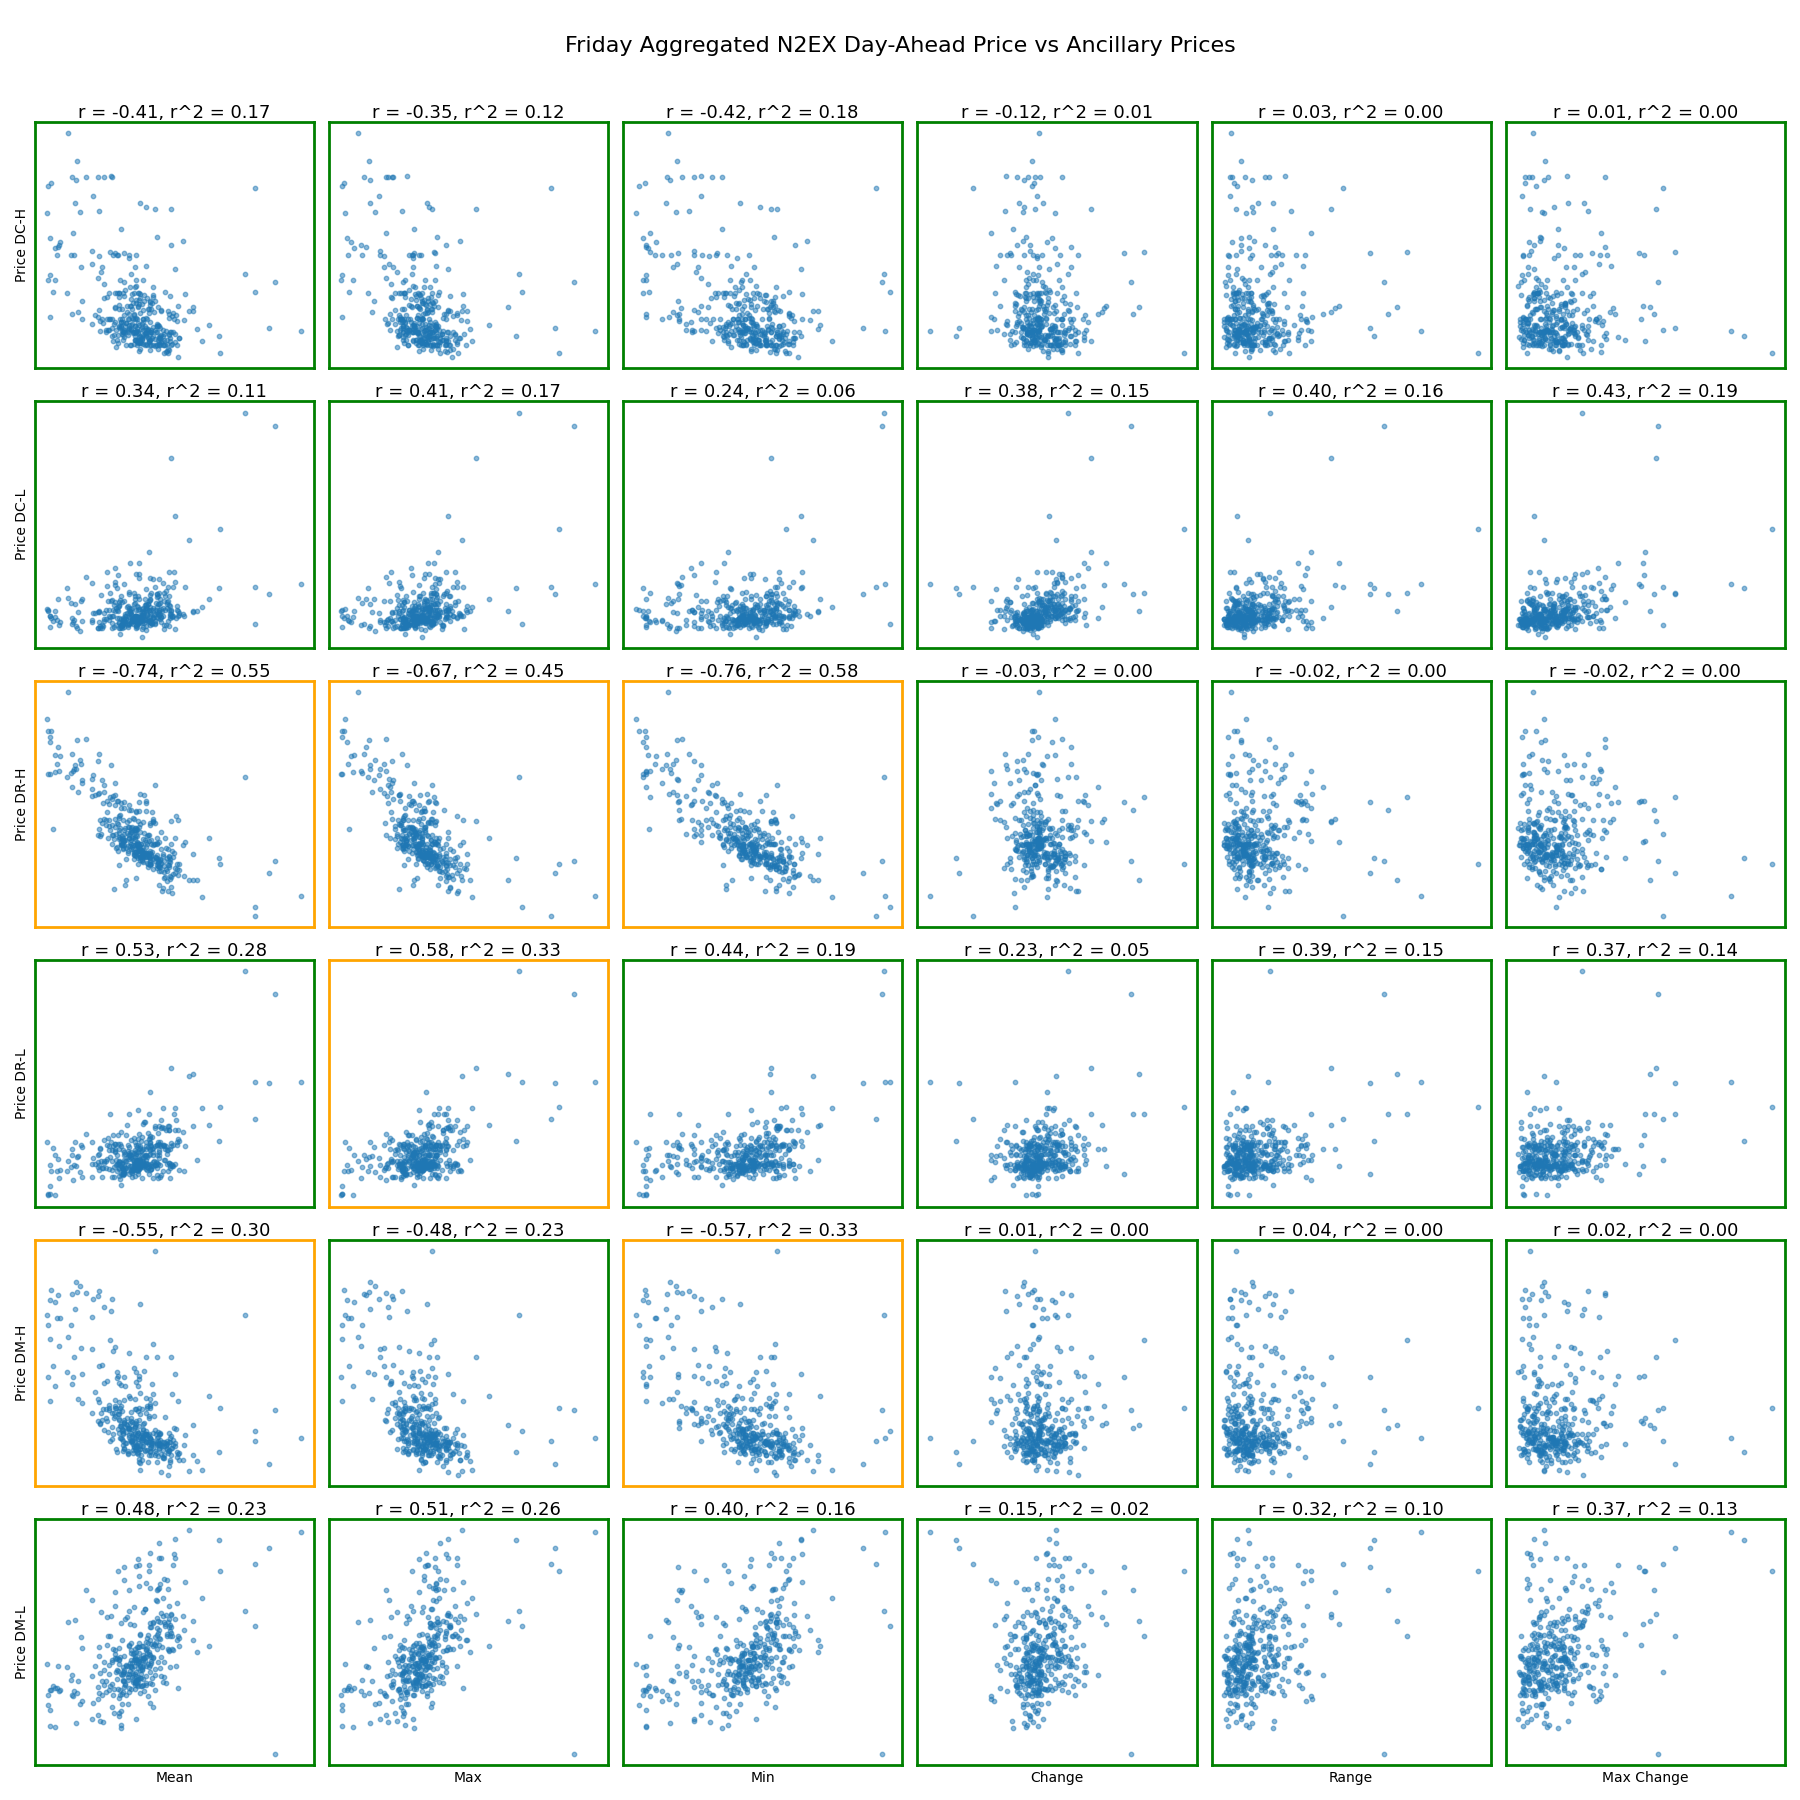 Friday Aggregated N2EX Day-Ahead Price vs Ancillary Prices
r = -0.41, r^2 = 0.17
r = -0.35, r^2 = 0.12
r = -0.42, r^2 = 0.18
r = -0.12, r^2 = 0.01
r = 0.03, r^2 = 0.00
r = 0.01, r^2 = 0.00
Price DC-H
r = 0.34, r^2 = 0.11
r = 0.41, r^2 = 0.17
r = 0.24, r^2 = 0.06
r = 0.38, r^2 = 0.15
r = 0.40, r^2 = 0.16
r = 0.43, r^2 = 0.19
Price DC-L
r = -0.74, r^2 = 0.55
r = -0.67, r^2 = 0.45
r = -0.76, r^2 = 0.58
r = -0.03, r^2 = 0.00
r = -0.02, r^2 = 0.00
r = -0.02, r^2 = 0.00
Price DR-H
r = 0.53, r^2 = 0.28
r = 0.58, r^2 = 0.33
r = 0.44, r^2 = 0.19
r = 0.23, r^2 = 0.05
r = 0.39, r^2 = 0.15
r = 0.37, r^2 = 0.14
Price DR-L
r = -0.55, r^2 = 0.30
r = -0.48, r^2 = 0.23
r = -0.57, r^2 = 0.33
r = 0.01, r^2 = 0.00
r = 0.04, r^2 = 0.00
r = 0.02, r^2 = 0.00
Price DM-H
r = 0.48, r^2 = 0.23
r = 0.51, r^2 = 0.26
r = 0.40, r^2 = 0.16
r = 0.15, r^2 = 0.02
r = 0.32, r^2 = 0.10
r = 0.37, r^2 = 0.13
Price DM-L
Mean
Max
Min
Change
Range
Max Change